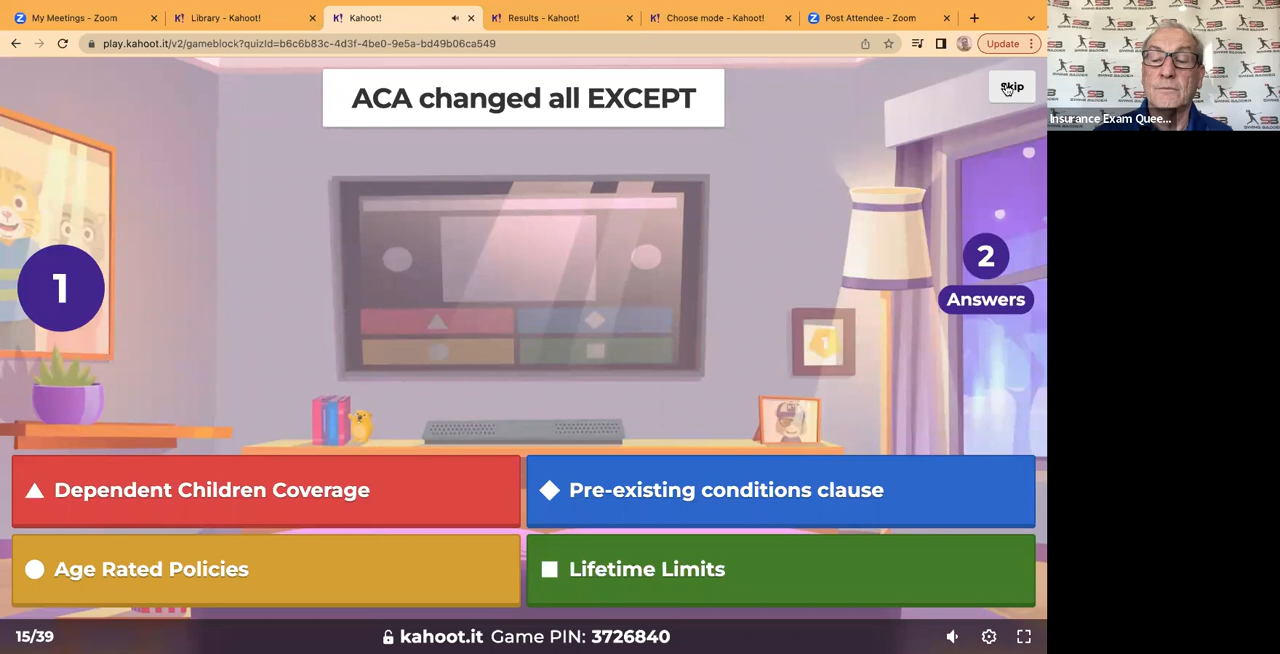 My Meetings - Zoom
Library - Kahoot!
Kahoot!
Results - Kahoot!
Choose mode - Kahoot!
Post Attendee - Zoom
play.kahoot.it/v2/gameblock?quizId=b6c6b83c-4d3f-4be0-9e5a-bd49b06ca549
Update
ACA changed all EXCEPT
Skip
Insurance Exam Quee...
1
2
Answers
Dependent Children Coverage
Pre-existing conditions clause
Age Rated Policies
Lifetime Limits
15/39
kahoot.it Game PIN: 3726840